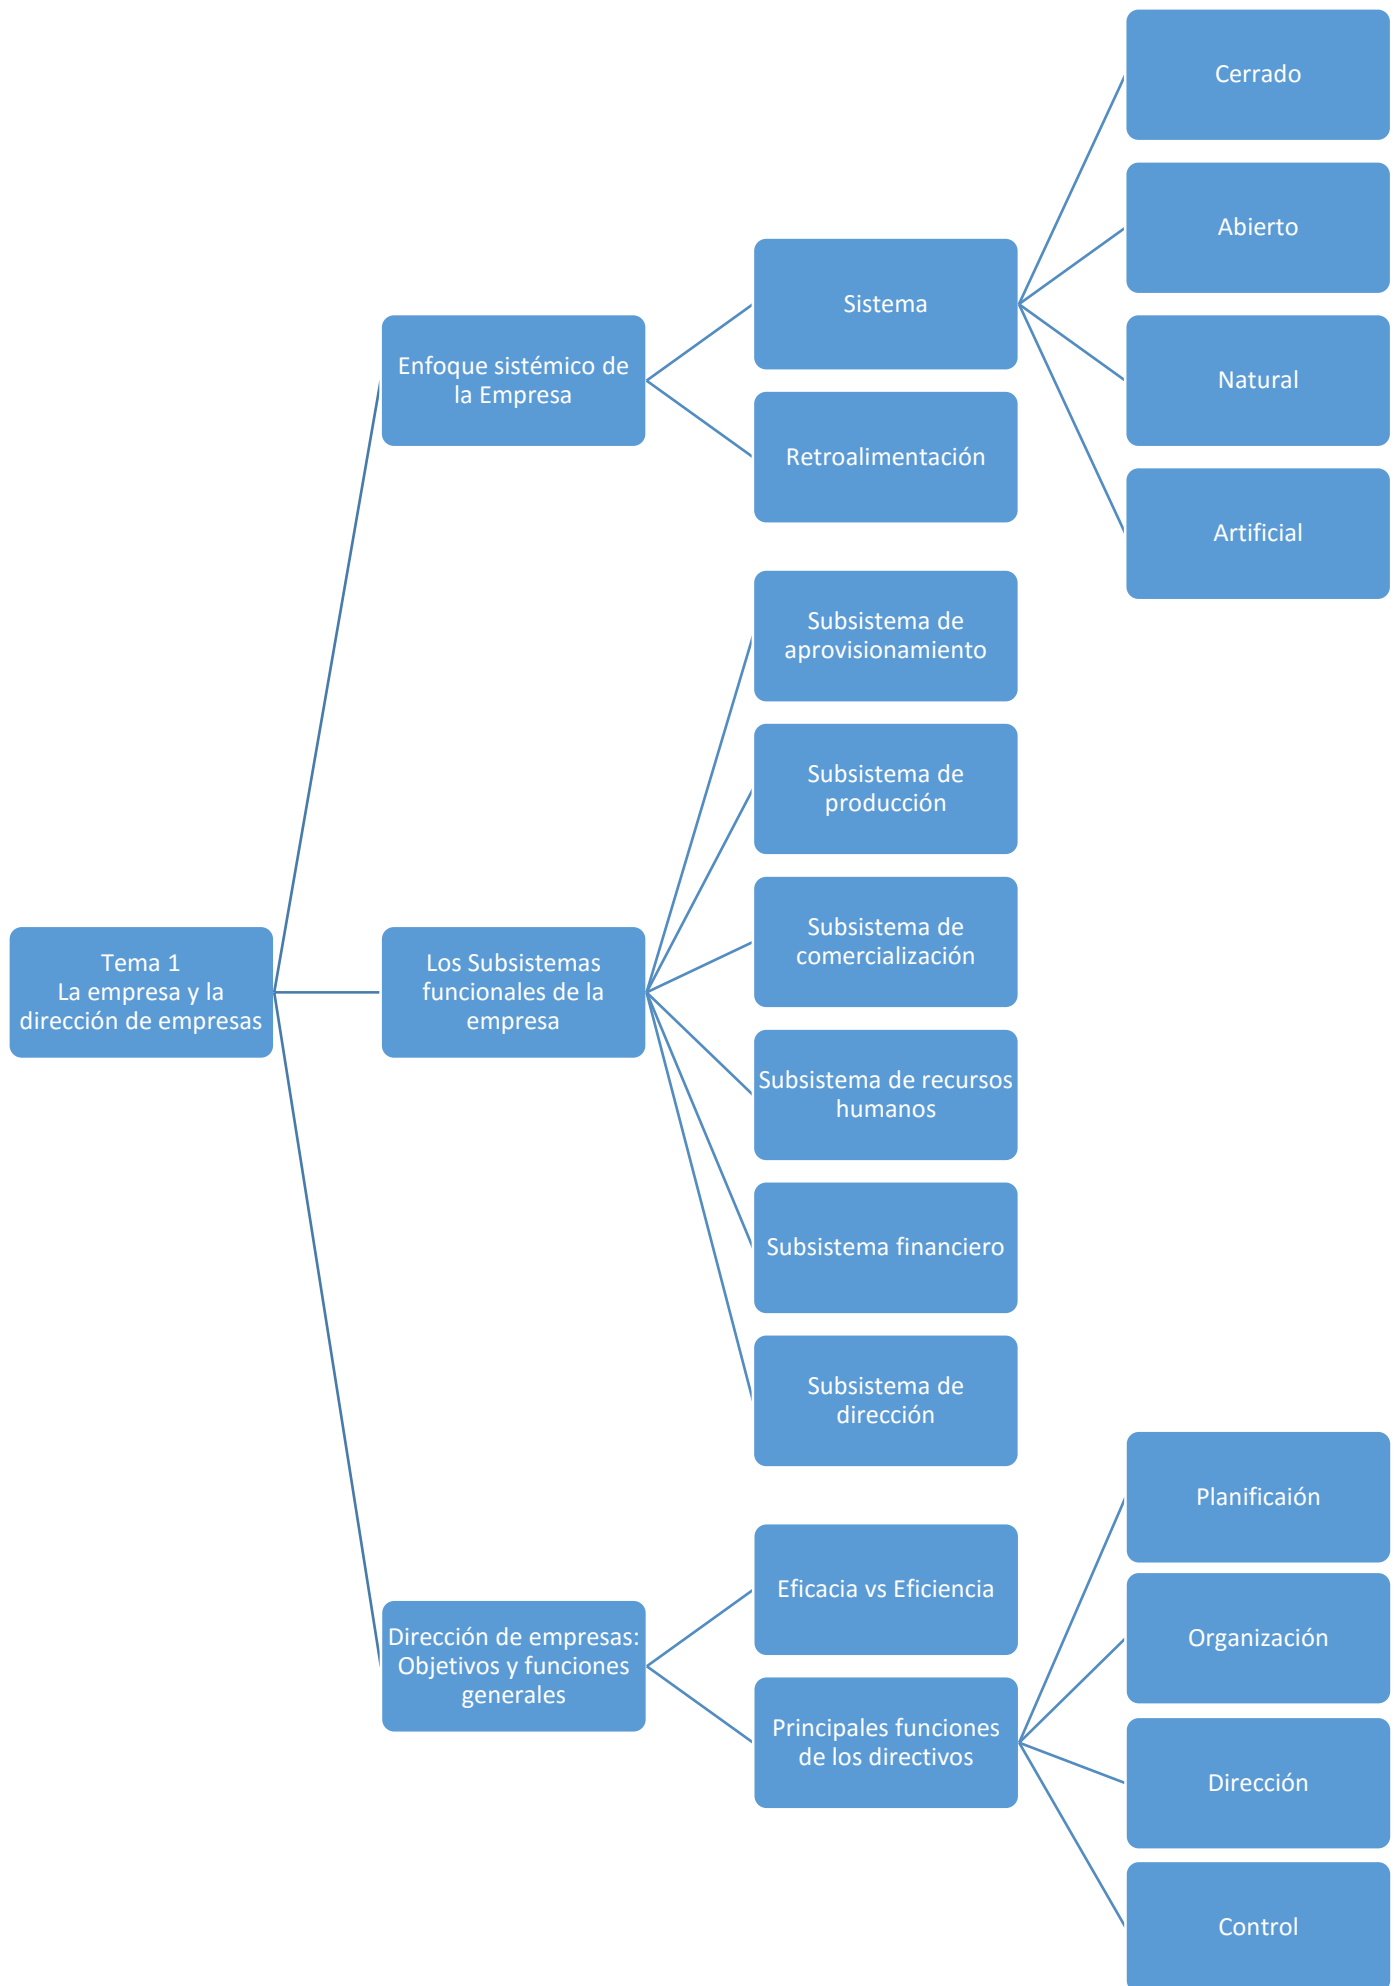 Tema 1
La empresa y la
dirección de empresas
Enfoque sistémico de
la Empresa
Sistema
Cerrado
Abierto
Natural
Artificial
Retroalimentación
Los Subsistemas
funcionales de la
empresa
Subsistema de
aprovisionamiento
Subsistema de
producción
Subsistema de
comercialización
Subsistema de recursos
humanos
Subsistema financiero
Subsistema de
dirección
Dirección de empresas:
Objetivos y funciones
generales
Eficacia vs Eficiencia
Principales funciones
de los directivos
Planificaión
Organización
Dirección
Control